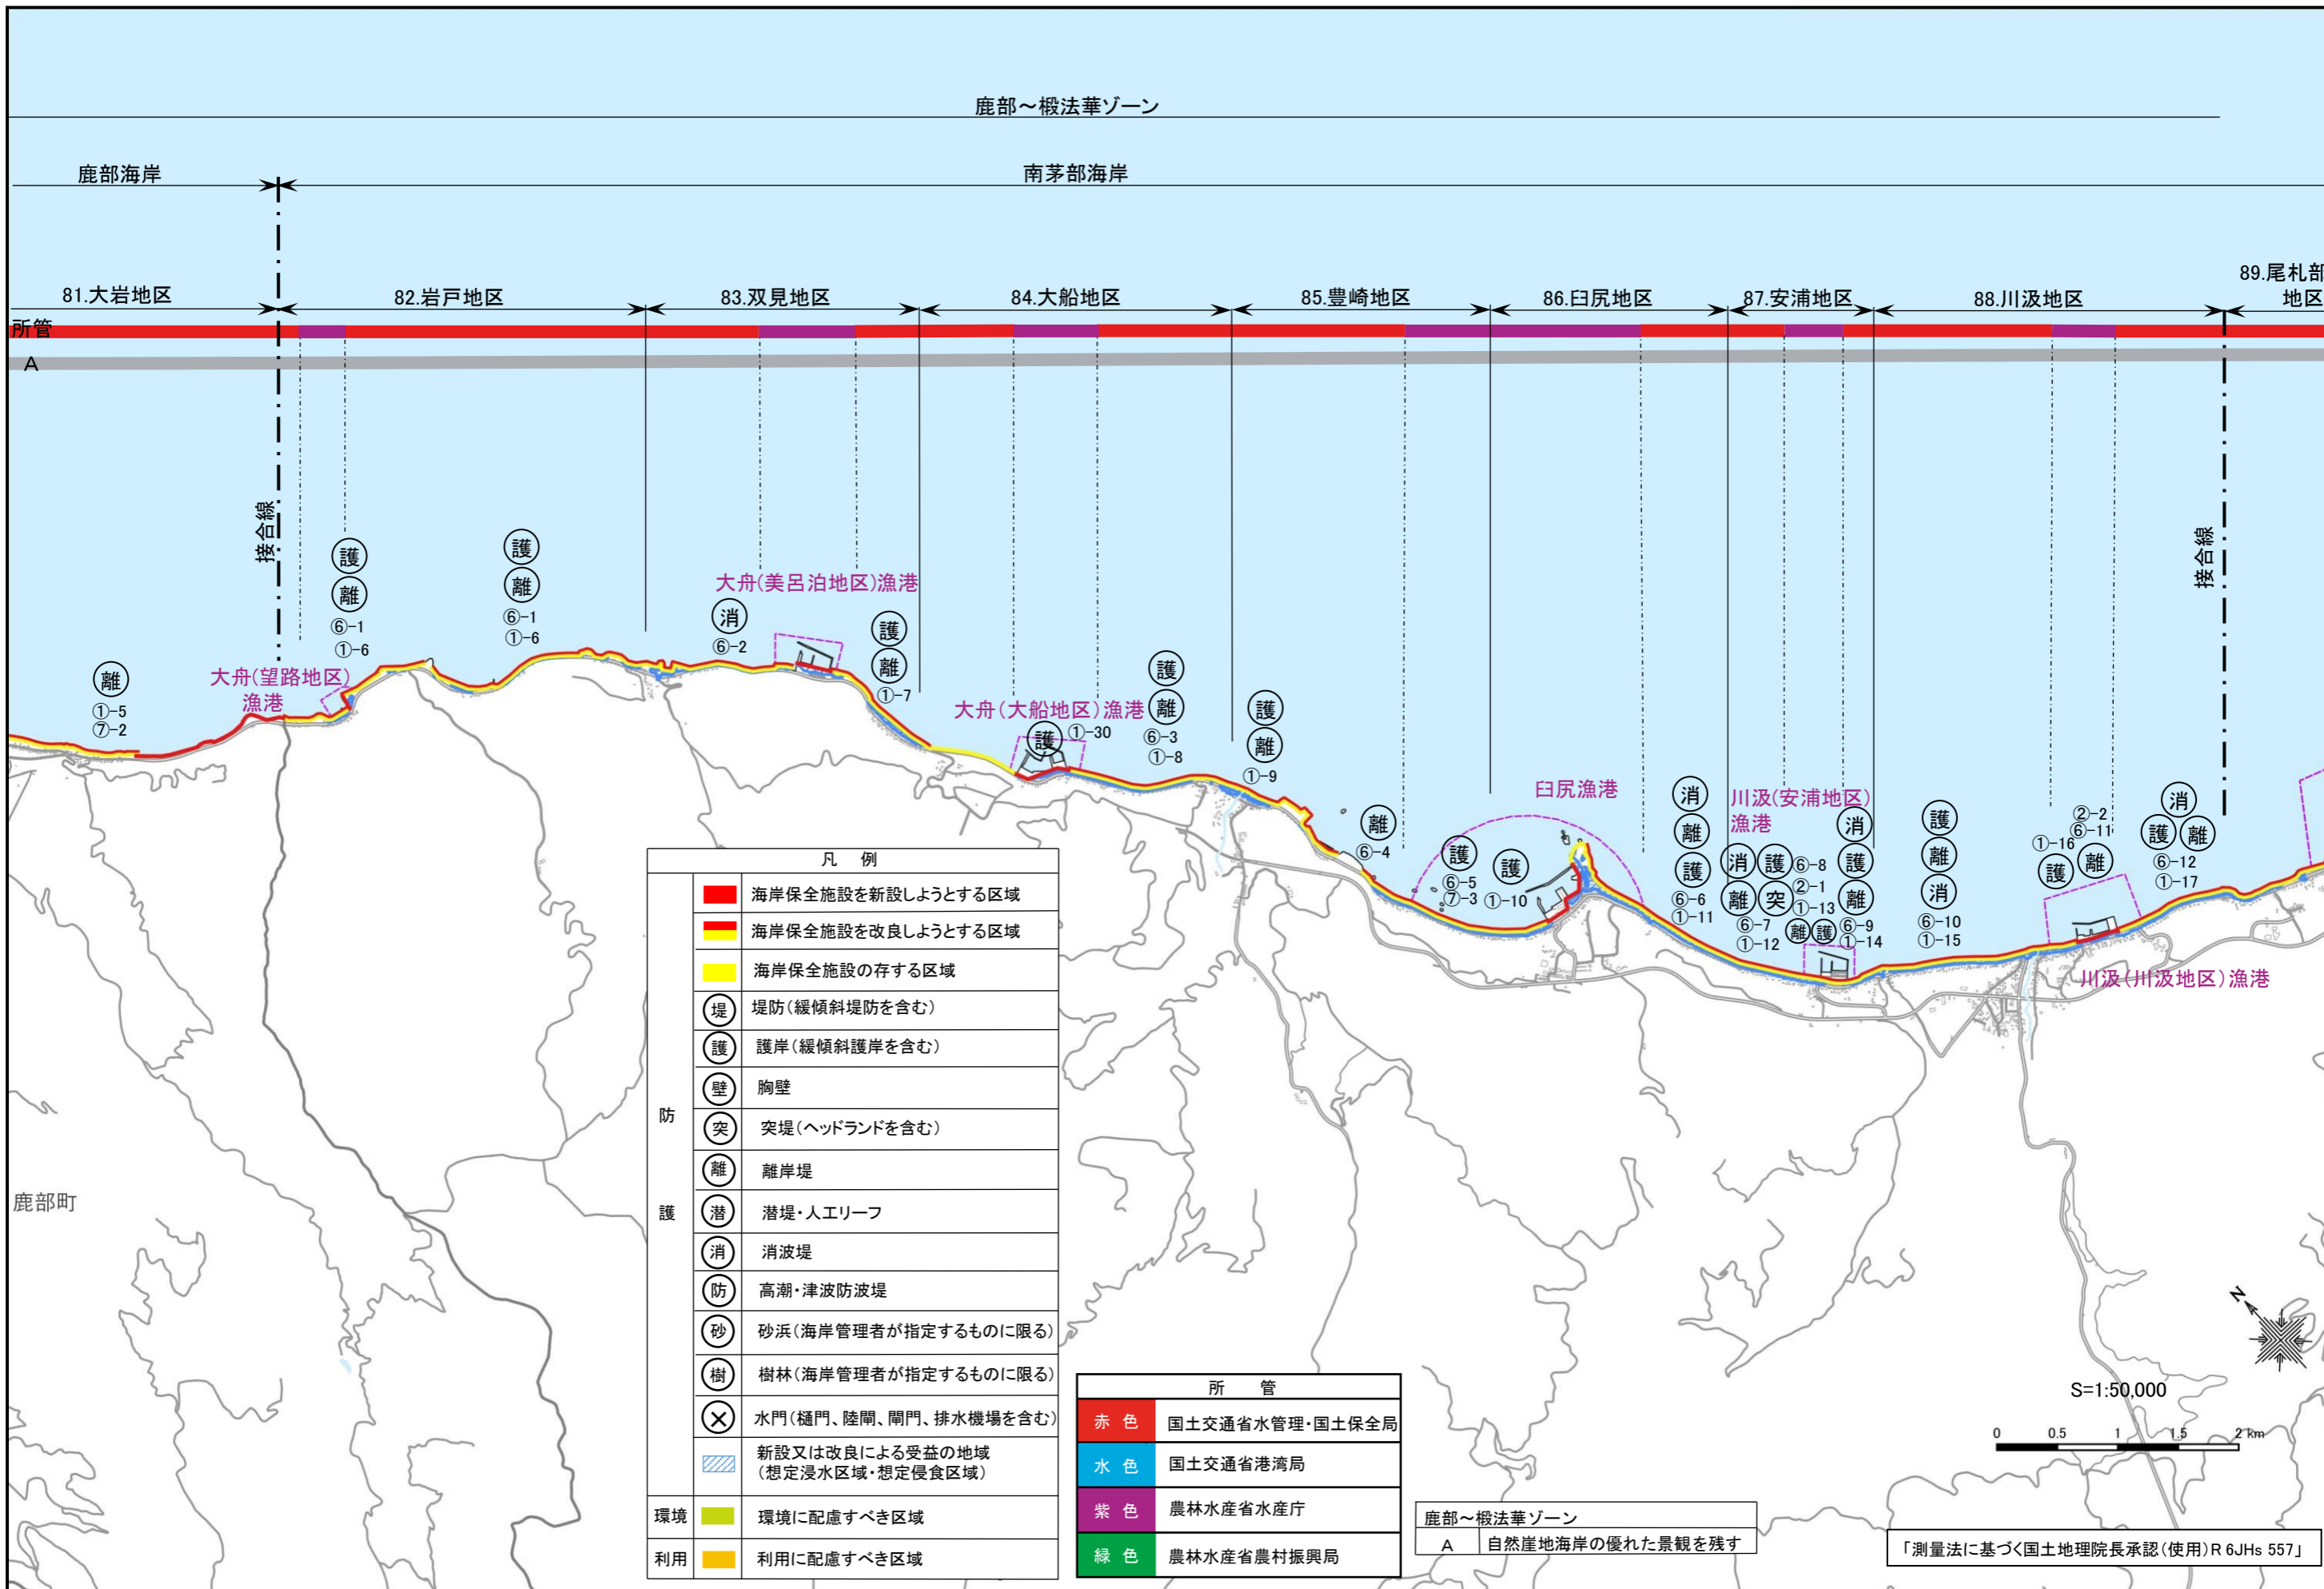 鹿部～椴法華ゾーン
鹿部海岸
南茅部海岸
81.大岩地区
82.岩戸地区
83.双見地区
84.大船地区
85.豊崎地区
86.臼尻地区
87.安浦地区
88.川汲地区
89.尾札部
地区
所管
A
接合線
接合線
離
①-5
⑦-2
大舟(望路地区)
漁港
護
離
⑥-1
①-6
護
離
⑥-1
①-6
大舟(美呂泊地区)漁港
消
⑥-2
護
離
①-7
大舟(大船地区)漁港
護
①-30
護
離
⑥-3
①-8
護
離
①-9
離
⑥-4
臼尻漁港
護
⑥-5
⑦-3
護
①-10
消
離
護
⑥-6
①-11
川汲(安浦地区)
漁港
消 護
離 突
⑥-7
①-12
⑥-8
②-1
①-13
離 護
消
護
離
⑥-9
①-14
護
離
消
⑥-10
①-15
①-16
護
②-2
⑥-11
離
消
護 離
⑥-12
①-17
川汲(川汲地区)漁港
鹿部町
凡 例
防
護
海岸保全施設を新設しようとする区域
海岸保全施設を改良しようとする区域
海岸保全施設の存する区域
堤 堤防(緩傾斜堤防を含む)
護 護岸(緩傾斜護岸を含む)
壁 胸壁
突 突堤(ヘッドランドを含む)
離 離岸堤
潜 潜堤・人工リーフ
消 消波堤
防 高潮・津波防波堤
砂 砂浜(海岸管理者が指定するものに限る)
樹 樹林(海岸管理者が指定するものに限る)
水門(樋門、陸閘、閘門、排水機場を含む)
新設又は改良による受益の地域
(想定浸水区域・想定侵食区域)
環境 環境に配慮すべき区域
利用 利用に配慮すべき区域
所 管
赤 色 国土交通省水管理・国土保全局
水 色 国土交通省港湾局
紫 色 農林水産省水産庁
緑 色 農林水産省農村振興局
鹿部～椴法華ゾーン
A 自然崖地海岸の優れた景観を残す
N
S=1:50,000
0 0.5 1 1.5 2 km
「測量法に基づく国土地理院長承認(使用)R 6JHs 557」